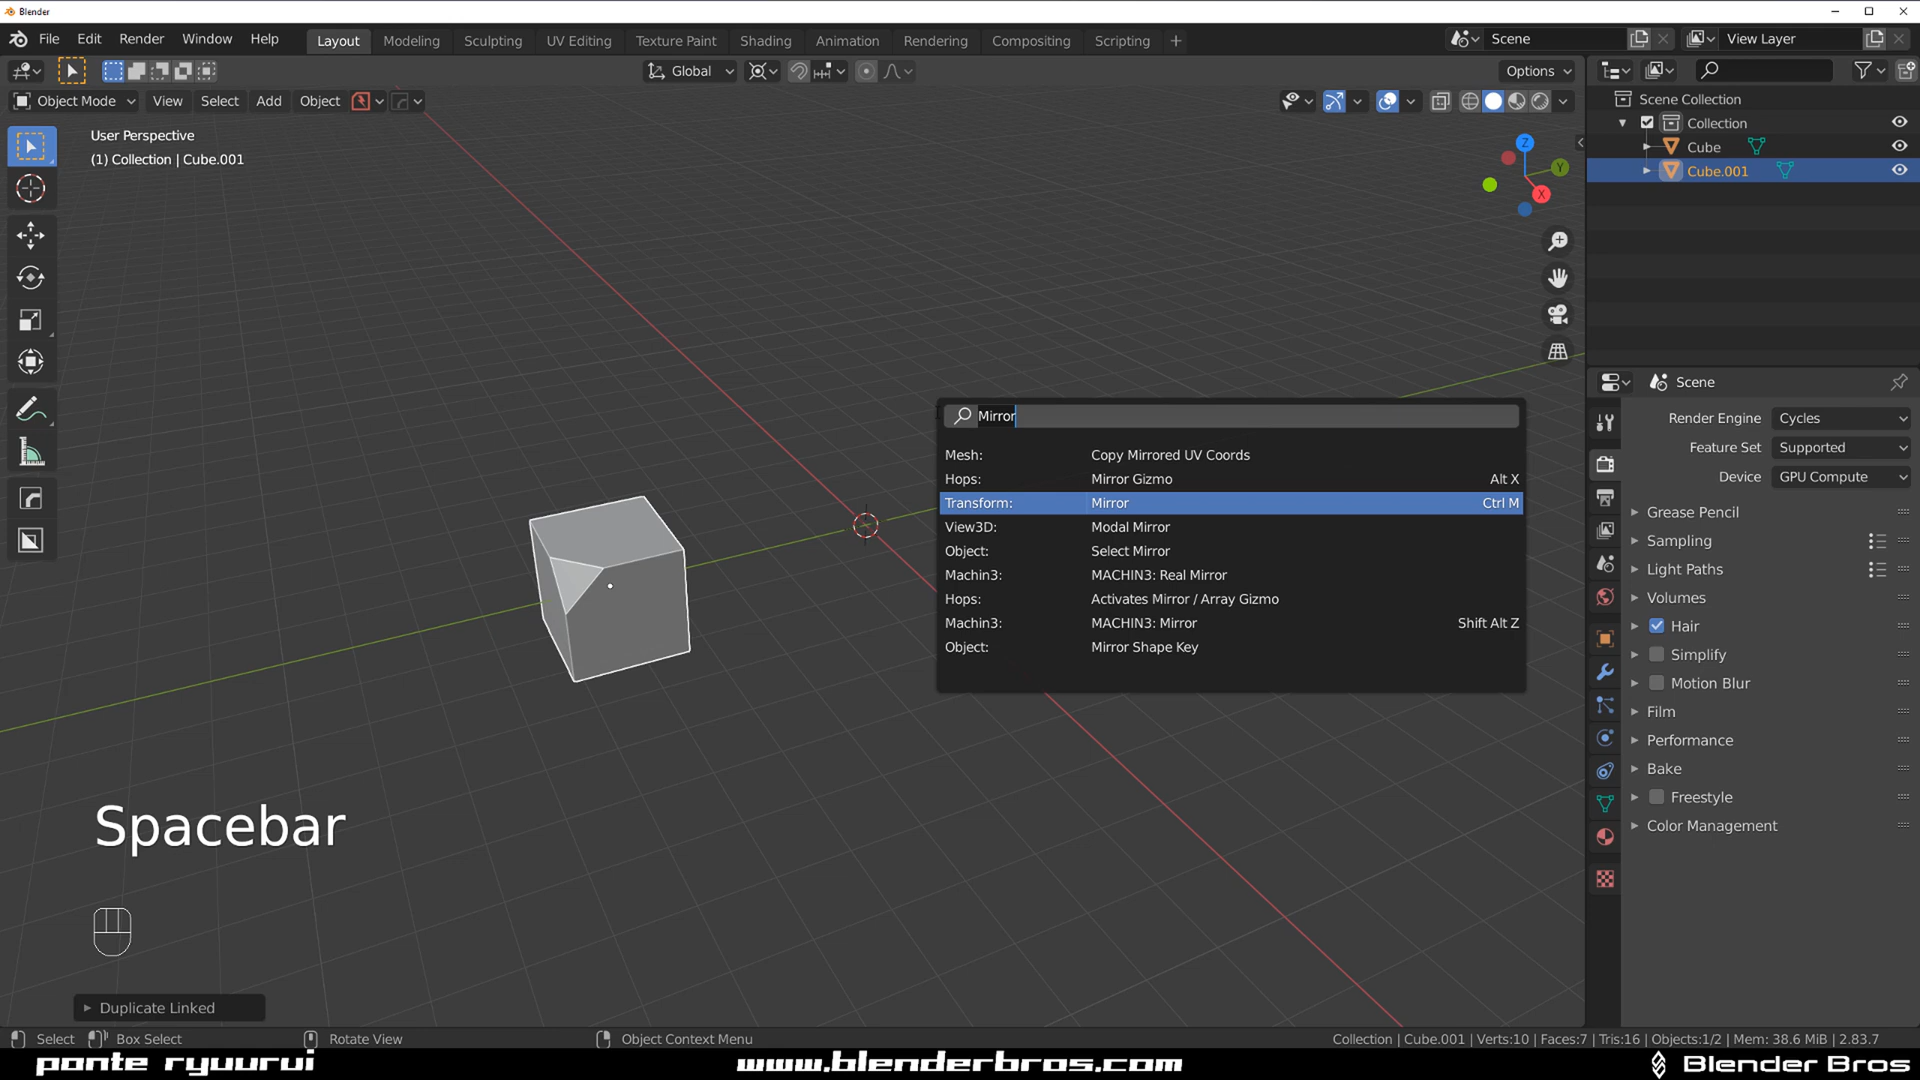 Blender
File Edit Render Window Help Layout Modeling Sculpting UV Editing Texture Paint Shading Animation Rendering Compositing Scripting + Scene View Layer
Global Options
Object Mode View Select Add Object
User Perspective
(1) Collection | Cube.001
Z
Y
X
Scene Collection
Collection
Cube
Cube.001
Mirror
Mesh: Copy Mirrored UV Coords
Hops: Mirror Gizmo Alt X
Transform: Mirror Ctrl M
View3D: Modal Mirror
Object: Select Mirror
Machin3: MACHIN3: Real Mirror
Hops: Activates Mirror / Array Gizmo
Machin3: MACHIN3: Mirror Shift Alt Z
Object: Mirror Shape Key
Scene
Render Engine Cycles
Feature Set Supported
Device GPU Compute
Grease Pencil
Sampling
Light Paths
Volumes
Hair
Simplify
Motion Blur
Film
Performance
Bake
Freestyle
Color Management
Spacebar
Duplicate Linked
Select Box Select Rotate View Object Context Menu Collection | Cube.001 | Verts:10 | Faces:7 | Tris:16 | Objects:1/2 | Mem: 38.6 MiB | 2.83.7
ponte ryuurui www.blenderbros.com Blender Bros